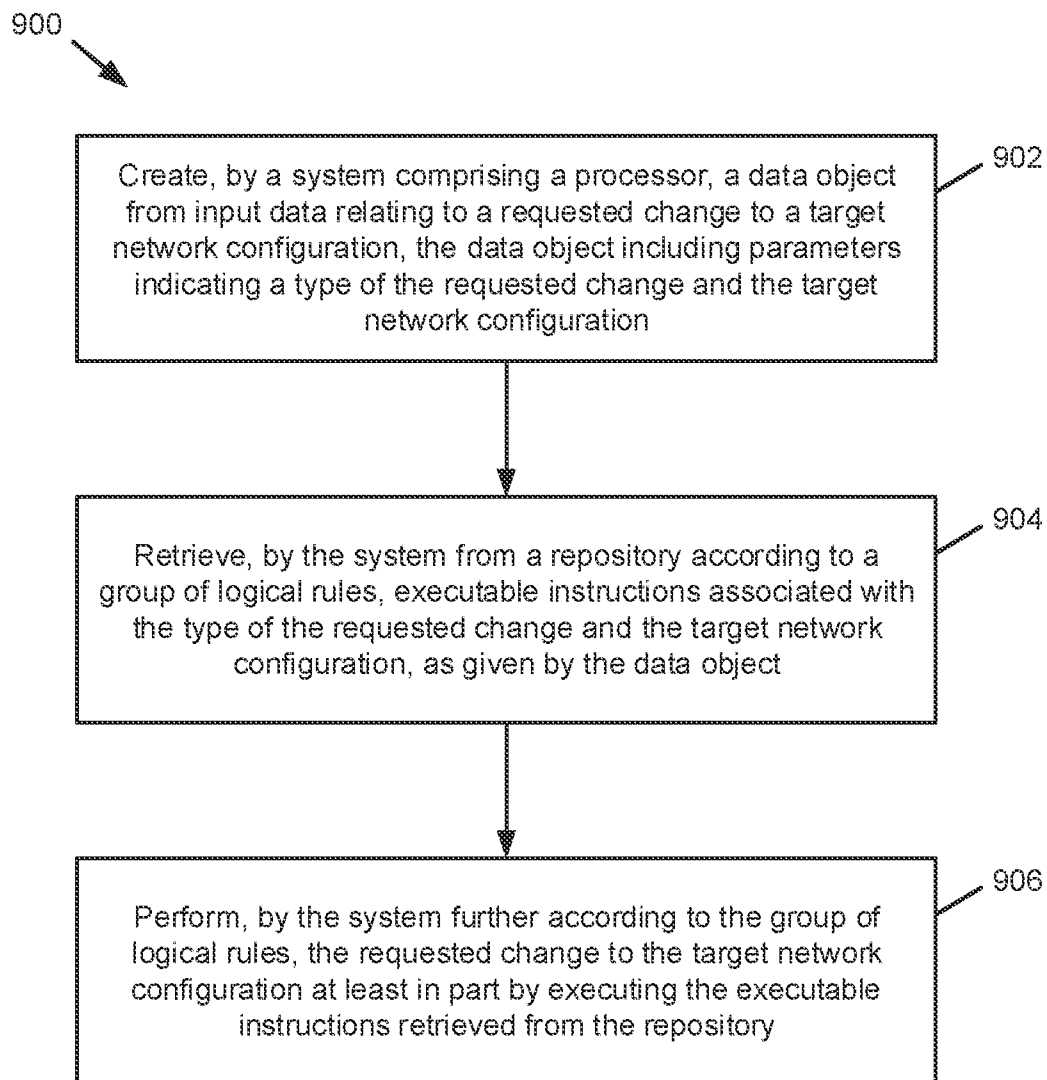 900
902
Create, by a system comprising a processor, a data object
from input data relating to a requested change to a target
network configuration, the data object including parameters
indicating a type of the requested change and the target
network configuration
904
Retrieve, by the system from a repository according to a
group of logical rules, executable instructions associated with
the type of the requested change and the target network
configuration, as given by the data object
906
Perform, by the system further according to the group of
logical rules, the requested change to the target network
configuration at least in part by executing the executable
instructions retrieved from the repository